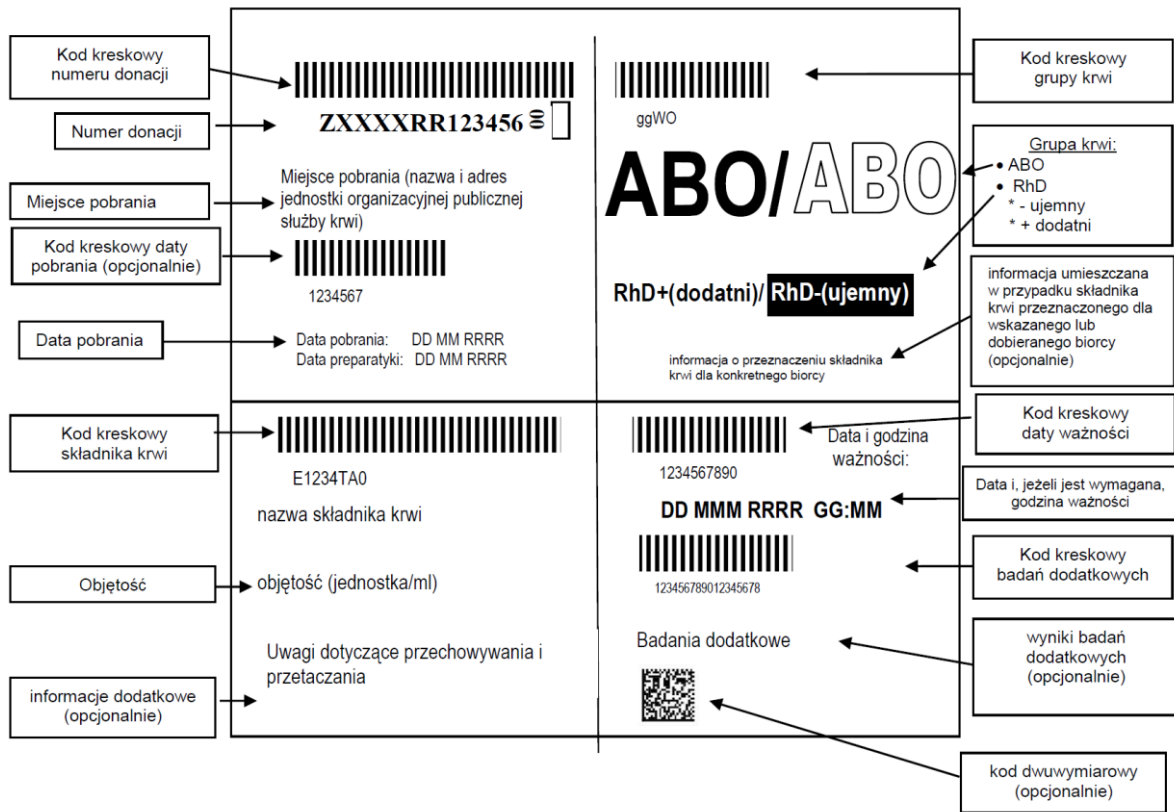 Kod kreskowy
numeru donacji
Numer donacji
Miejsce pobrania
Kod kreskowy daty
pobrania (opcjonalnie)
Data pobrania
Kod kreskowy
składnika krwi
Objętość
informacje dodatkowe
(opcjonalnie)
ZXXXXRR123456 00
Miejsce pobrania (nazwa i adres
jednostki organizacyjnej publicznej
służby krwi)
1234567
Data pobrania: DD MM RRRR
Data preparatyki: DD MM RRRR
ggWO
ABO/ABO
RhD+(dodatni)/ RhD-(ujemny)
informacja o przeznaczeniu składnika
krwi dla konkretnego biorcy
E1234TA0
nazwa składnika krwi
objętość (jednostka/ml)
Uwagi dotyczące przechowywania i
przetaczania
Data i godzina
ważności:
1234567890
DD MMM RRRR GG:MM
123456789012345678
Badania dodatkowe
Kod kreskowy
grupy krwi
Grupa krwi:
• ABO
• RhD
* - ujemny
* + dodatni
informacja umieszczana
w przypadku składnika
krwi przeznaczonego dla
wskazanego lub
dobieranego biorcy
(opcjonalnie)
Kod kreskowy
daty ważności
Data i, jeżeli jest wymagana,
godzina ważności
Kod kreskowy
badań dodatkowych
wyniki badań
dodatkowych
(opcjonalnie)
kod dwuwymiarowy
(opcjonalnie)